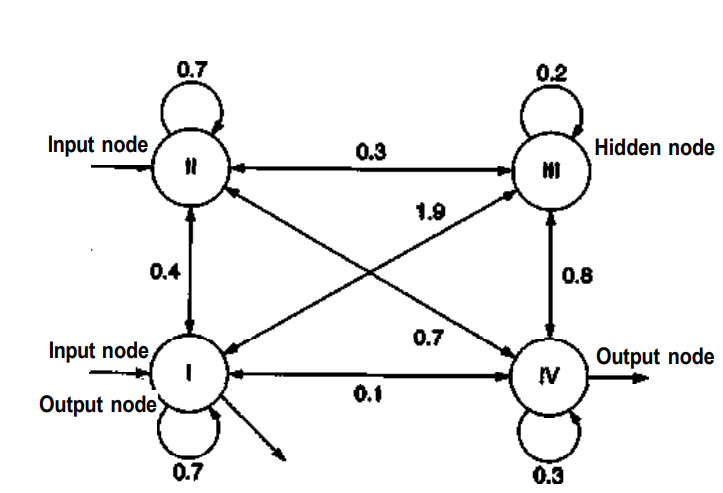 0.7
0.2
Input node
II
0.3
III
Hidden node
1.9
0.4
0.8
0.7
Input node
I
IV
Output node
Output node
0.1
0.7
0.3